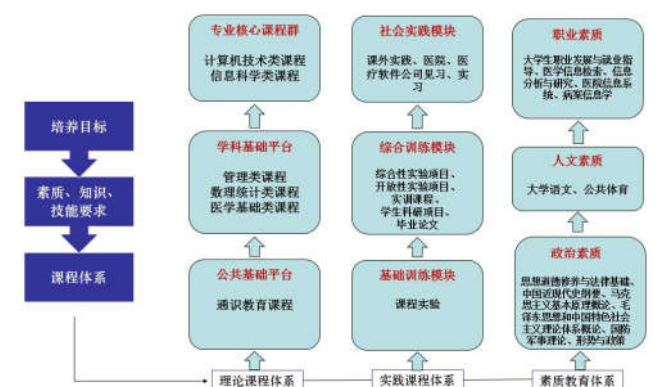 培养目标
素质、知识、
技能要求
课程体系
专业核心课程群
计算机技术类课程
信息科学类课程
学科基础平台
管理类课程
数理统计类课程
医学基础类课程
公共基础平台
通识教育课程
理论课程体系
社会实践模块
课外实践、医院、医
疗软件公司见习、实
习
综合训练模块
综合性实验项目、
开放性实验项目、
实训课程、
学生科研项目、
毕业论文
基础训练模块
课程实验
实践课程体系
职业素质
大学生职业发展与就业指
导、医学信息检索、信息
分析与研究、医院信息系
统、病案信息学
人文素质
大学语文、公共体育
政治素质
思想道德修养与法律基础、
中国近现代史纲要、马克
思主义基本原理概论、毛
泽东思想和中国特色社会
主义理论体系概论、国防
军事理论、形势与政策
素质教育体系